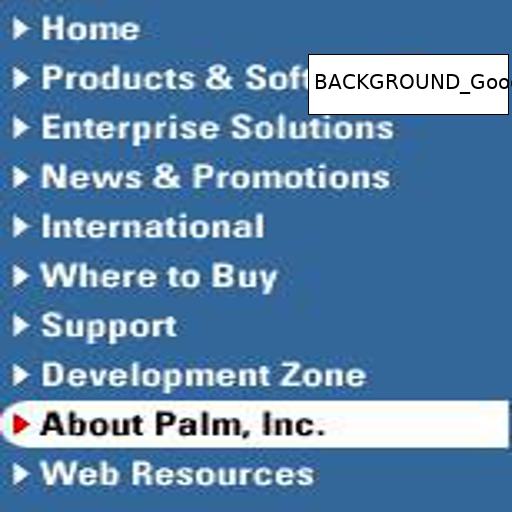 Home
Products & Soft
BACKGROUND_Goo
Enterprise Solutions
News & Promotions
International
Where to Buy
Support
Development Zone
About Palm, Inc.
Web Resources